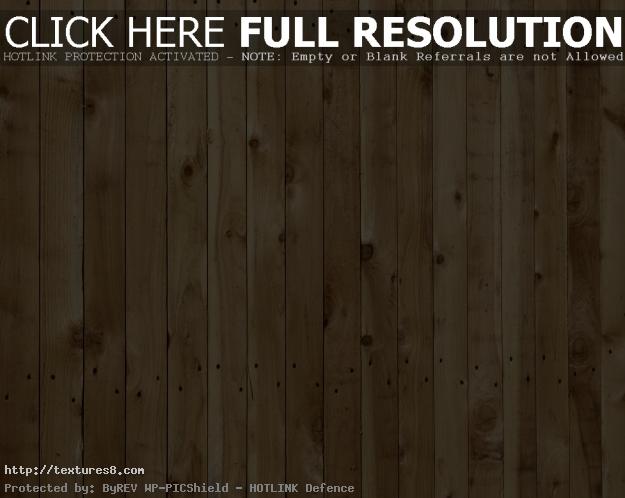 CLICK HERE FULL RESOLUTION
HOTLINK PROTECTION ACTIVATED - NOTE: Empty or Blank Referrals are not Allowed
http://textures8.com
Protected by: ByREV WP-PICShield - HOTLINK Defence